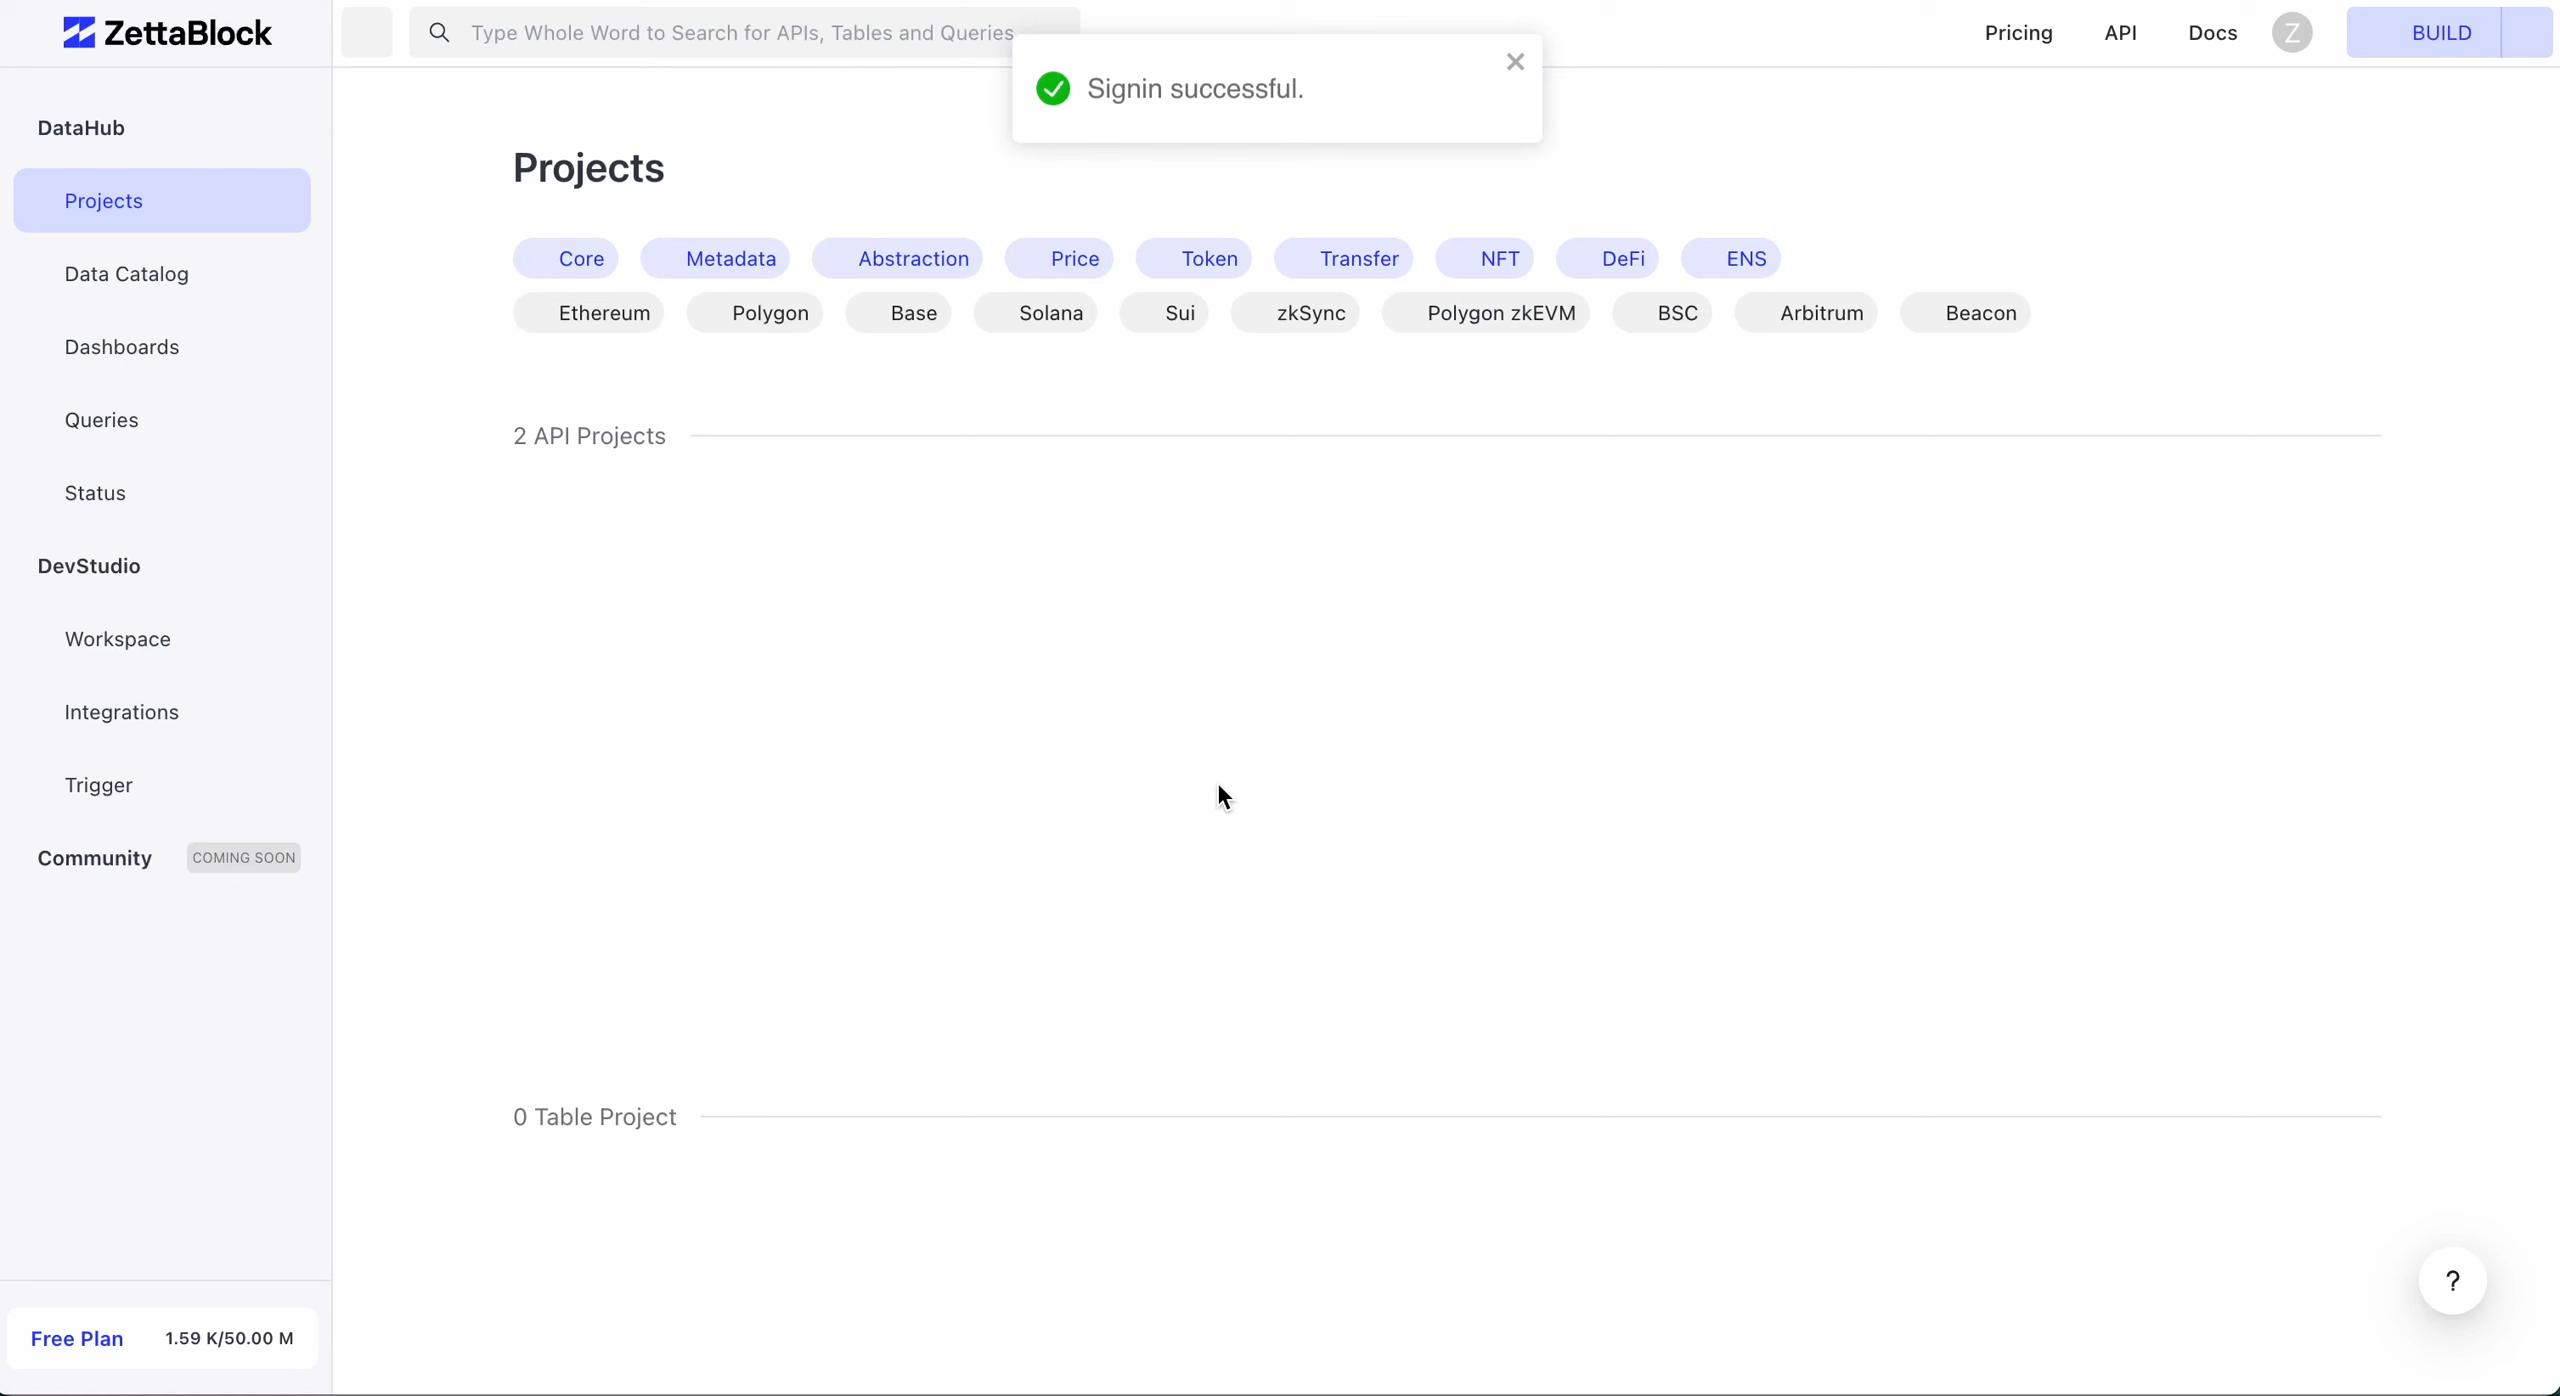 ZettaBlock
Type Whole Word to Search for APIs, Tables and Queries
Pricing
API
Docs
Z
BUILD
Signin successful.
DataHub
Projects
Data Catalog
Dashboards
Queries
Status
DevStudio
Workspace
Integrations
Trigger
Community COMING SOON
Free Plan 1.59 K/50.00 M
Projects
Core Metadata Abstraction Price Token Transfer NFT DeFi ENS
Ethereum Polygon Base Solana Sui zkSync Polygon zkEVM BSC Arbitrum Beacon
2 API Projects
0 Table Project
?